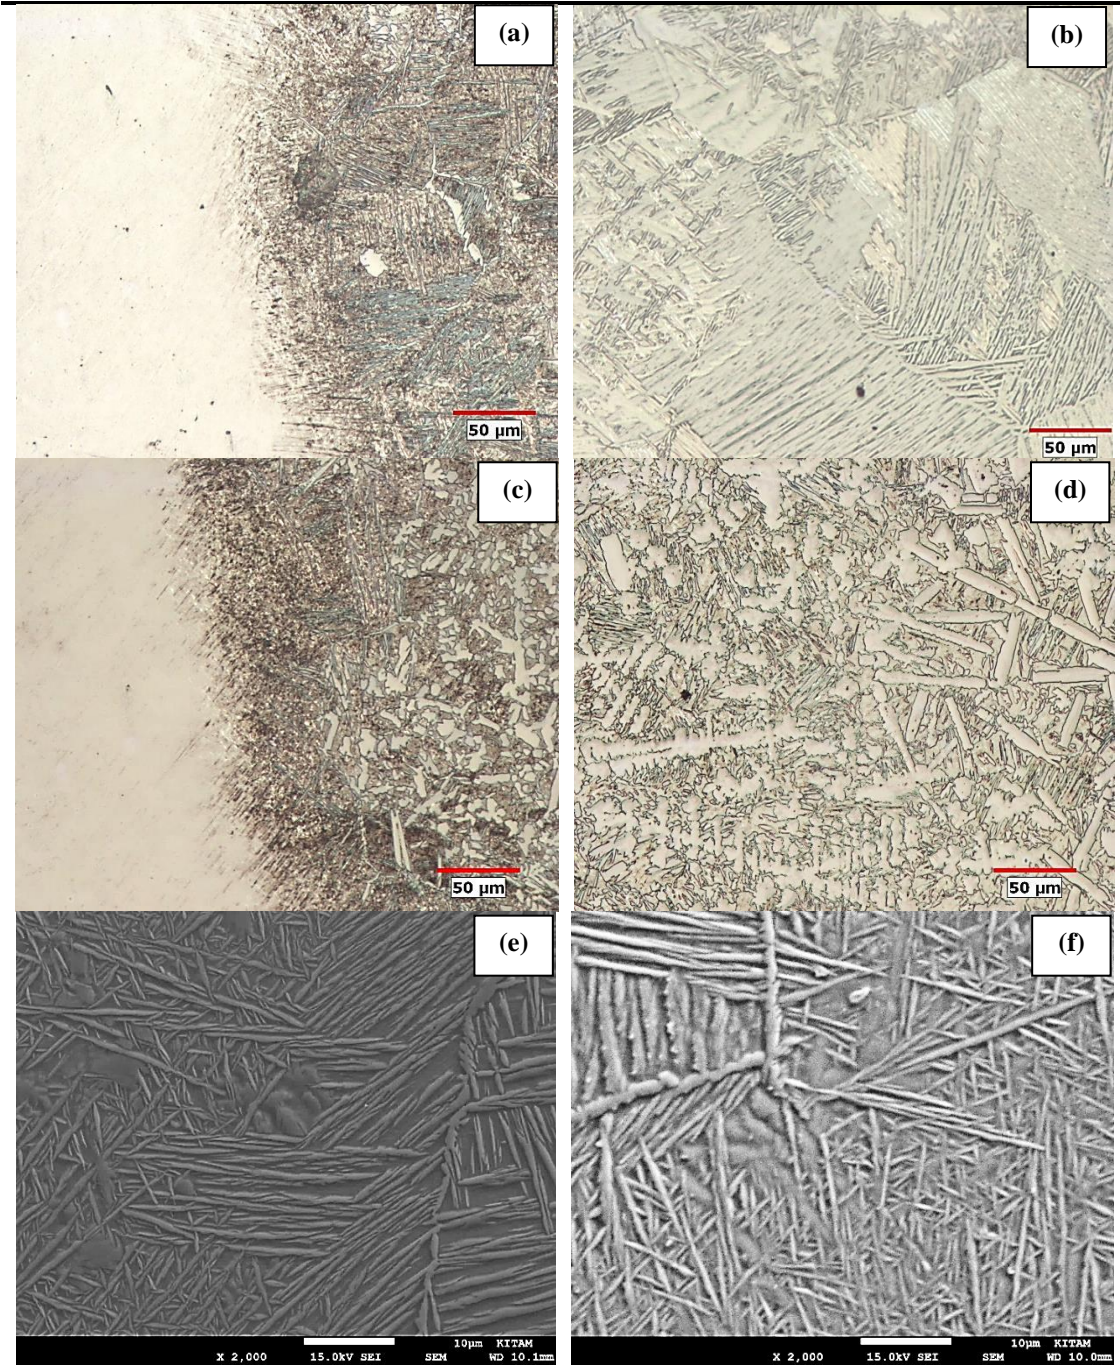 (a)
(b)
50 µm
50 µm
(c)
(d)
50 µm
50 µm
(e)
(f)
10µm KITAM
X 2,000 15.0kV SEI SEM WD 10.1mm
10µm KITAM
X 2,000 15.0kV SEI SEM WD 10.0mm